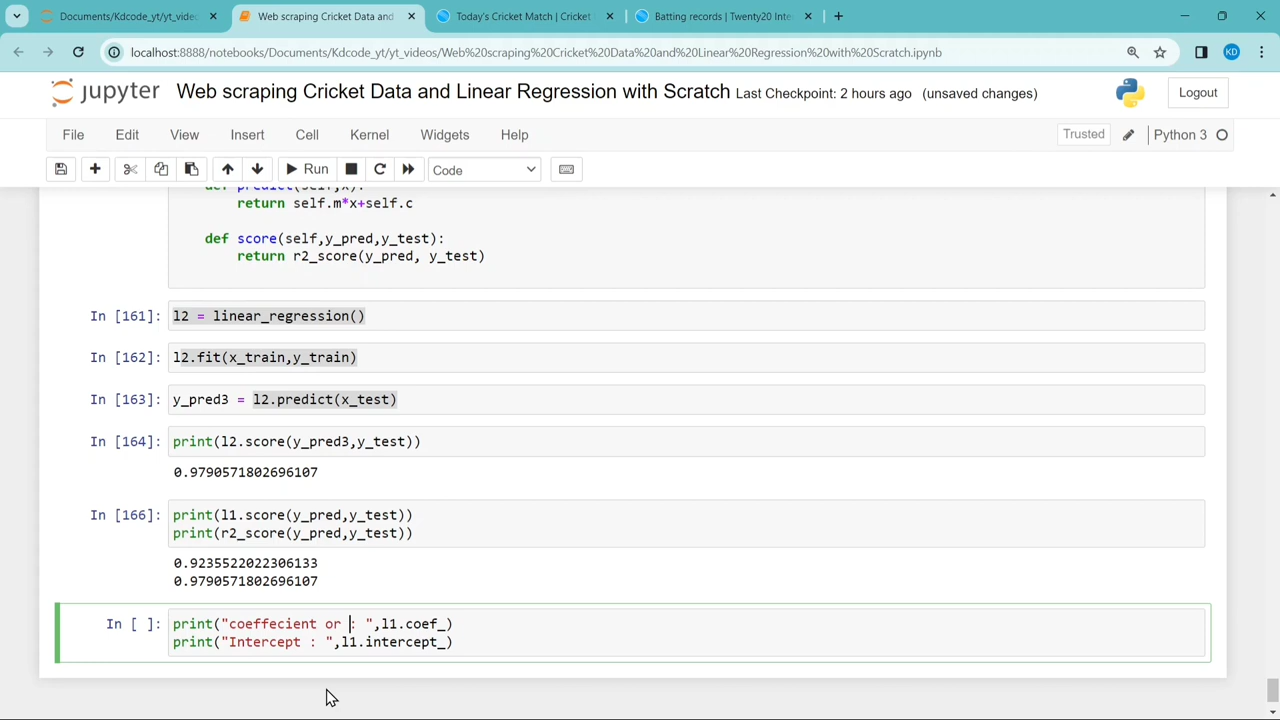 Documents/Kdcode_yt/yt_video
Web scraping Cricket Data and
Today's Cricket Match | Cricket
Batting records | Twenty20 Inte
localhost:8888/notebooks/Documents/Kdcode_yt/yt_videos/Web%20scraping%20Cricket%20Data%20and%20Linear%20Regression%20with%20Scratch.ipynb
KD
jupyter Web scraping Cricket Data and Linear Regression with Scratch Last Checkpoint: 2 hours ago (unsaved changes)
Logout
File Edit View Insert Cell Kernel Widgets Help
Trusted Python 3
Run Code
def predict(self,x):
return self.m*x+self.c
def score(self,y_pred,y_test):
return r2_score(y_pred, y_test)
In [161]: l2 = linear_regression()
In [162]: l2.fit(x_train,y_train)
In [163]: y_pred3 = l2.predict(x_test)
In [164]: print(l2.score(y_pred3,y_test))
0.9790571802696107
In [166]: print(l1.score(y_pred,y_test))
print(r2_score(y_pred,y_test))
0.9235522022306133
0.9790571802696107
In [ ]: print("coeffecient or : ",l1.coef_)
print("Intercept : ",l1.intercept_)